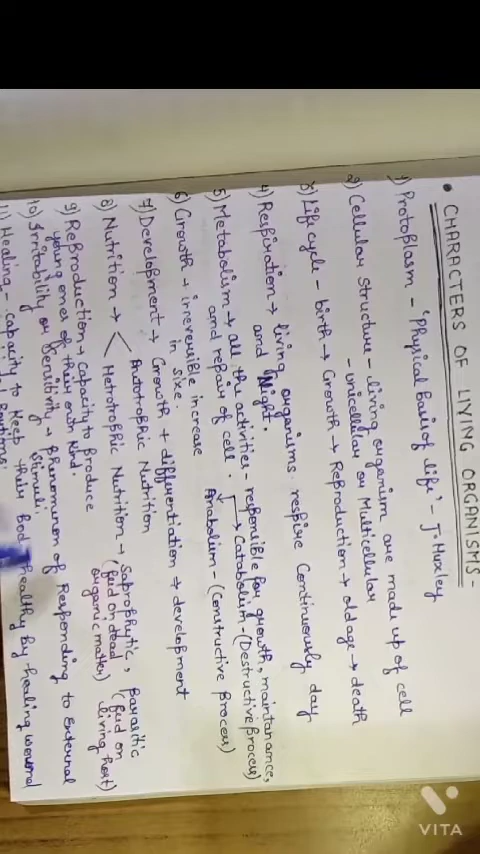 • CHARACTERS OF LIVING ORGANISMS-
1) Protoplasm - 'Physical basis of life' - J. Huxley
2) Cellular structure - living organism are made up of cell
- unicellular or Multicellular
3) Life cycle - birth → Growth → Reproduction → old age → death
4) Respiration → living organisms respire Continuously day
and Night.
5) Metabolism → all the activities - responsible for growth, maintanance,
and repair of cell. → Catabolism - (Destructive Process)
Anabolism - (Constructive Process)
6) Growth → irreversible increase
in size.
7) Development → Growth + differentiation → development
8) Nutrition → < Autotrophic Nutrition
Hetrotrophic Nutrition → Saprophytic, Parasitic
(feed on dead (feed on
organic matter) living host)
9) Reproduction → Capacity to Produce
young ones of their own kind.
10) Irritability or Sensitivity → Phenomenon of Responding to External
Stimuli.
11) Healing - capacity to Keep their body healthy by healing wound
VITA